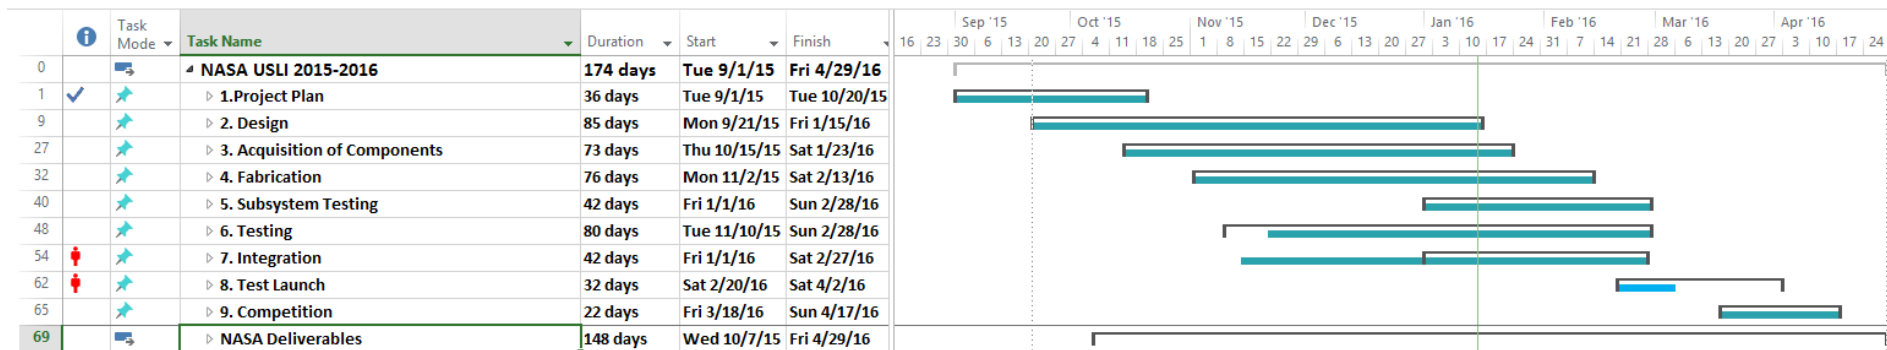 Task Sep '15 Oct '15 Nov '15 Dec '15 Jan '16 Feb '16 Mar '16 Apr '16
Mode Task Name Duration Start Finish 16 23 30 6 13 20 27 4 11 18 25 1 8 15 22 29 6 13 20 27 3 10 17 24 31 7 14 21 28 6 13 20 27 3 10 17 24
0 NASA USLI 2015-2016 174 days Tue 9/1/15 Fri 4/29/16
1 1.Project Plan 36 days Tue 9/1/15 Tue 10/20/15
9 2. Design 85 days Mon 9/21/15 Fri 1/15/16
27 3. Acquisition of Components 73 days Thu 10/15/15 Sat 1/23/16
32 4. Fabrication 76 days Mon 11/2/15 Sat 2/13/16
40 5. Subsystem Testing 42 days Fri 1/1/16 Sun 2/28/16
48 6. Testing 80 days Tue 11/10/15 Sun 2/28/16
54 7. Integration 42 days Fri 1/1/16 Sat 2/27/16
62 8. Test Launch 32 days Sat 2/20/16 Sat 4/2/16
65 9. Competition 22 days Fri 3/18/16 Sun 4/17/16
69 NASA Deliverables 148 days Wed 10/7/15 Fri 4/29/16